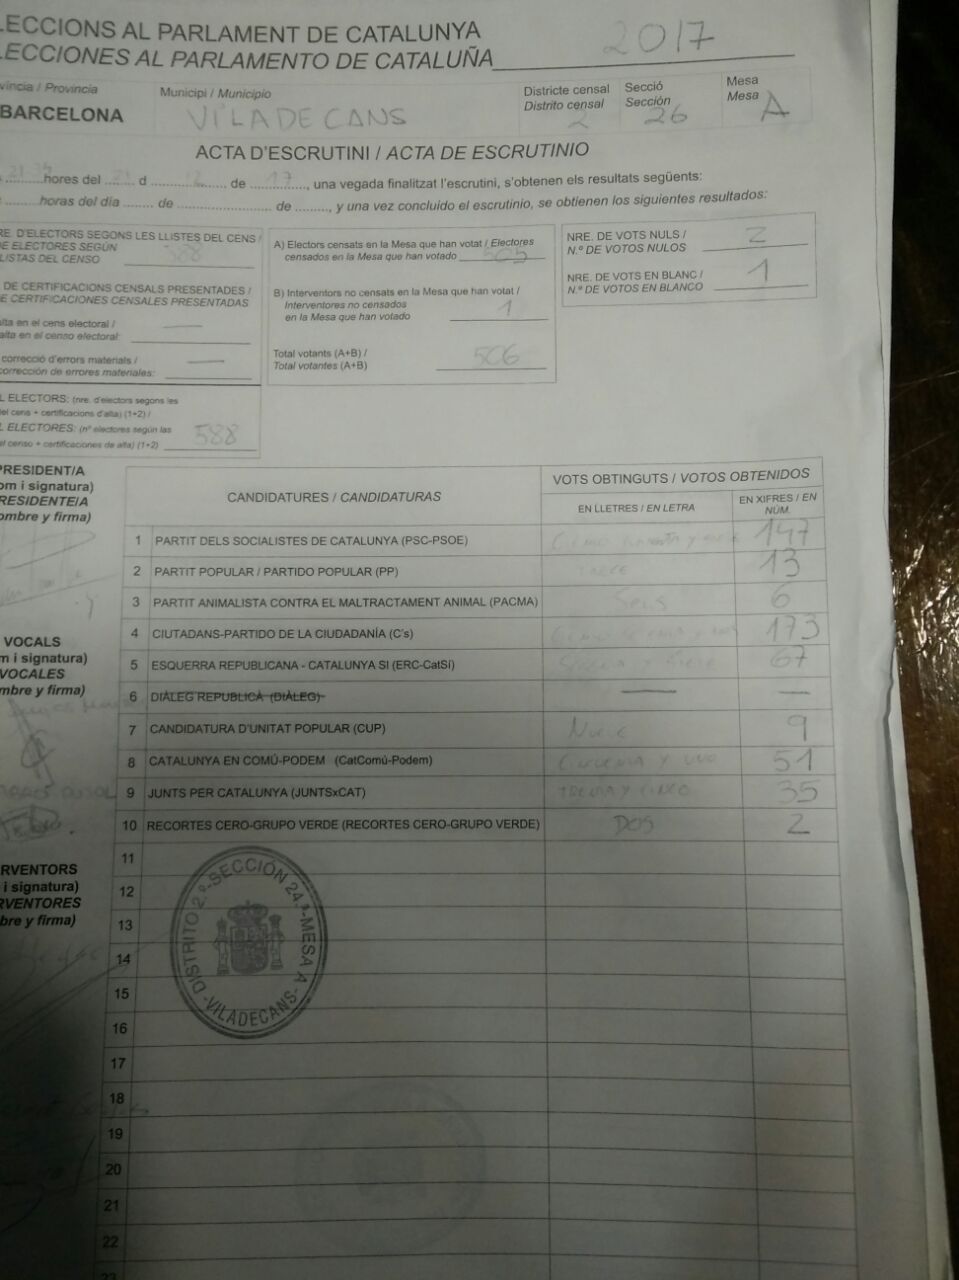 LECCIONS AL PARLAMENT DE CATALUNYA
LECCIONES AL PARLAMENTO DE CATALUÑA 2017
víncia / Provincia
BARCELONA
Municipi / Municipio
VILADECANS
Districte censal
Distrito censal
2
Secció
Sección
26
Mesa
Mesa
A
ACTA D'ESCRUTINI / ACTA DE ESCRUTINIO
hores del 21 d 12 de 17, una vegada finalitzat l'escrutini, s'obtenen els resultats següents:
horas del día ........ de ........................ de ........, y una vez concluido el escrutinio, se obtienen los siguientes resultados:
RE. D'ELECTORS SEGONS LES LLISTES DEL CENS /
DE ELECTORES SEGÚN
LISTAS DEL CENSO 588
DE CERTIFICACIONS CENSALS PRESENTADES /
E CERTIFICACIONES CENSALES PRESENTADAS
alta en el cens electoral /
alta en el censo electoral:
correcció d'errors materials /
corrección de errores materiales:
L ELECTORS: (nre. d'electors segons les
del cens + certificacions d'alta) (1+2) /
L ELECTORES: (nº electores según las
el censo + certificaciones de alta) (1+2) 588
A) Electors censats en la Mesa que han votat / Electores
censados en la Mesa que han votado 505
B) Interventors no censats en la Mesa que han votat /
Interventores no censados
en la Mesa que han votado 1
Total votants (A+B) /
Total votantes (A+B) 506
NRE. DE VOTS NULS /
N.º DE VOTOS NULOS 2
NRE. DE VOTS EN BLANC /
N.º DE VOTOS EN BLANCO 1
PRESIDENT/A
om i signatura)
RESIDENTE/A
ombre y firma)
VOCALS
m i signatura)
VOCALES
mbre y firma)
RVENTORS
i signatura)
RVENTORES
bre y firma)
CANDIDATURES / CANDIDATURAS
VOTS OBTINGUTS / VOTOS OBTENIDOS
EN LLETRES / EN LETRA
EN XIFRES / EN
NÚM.
1 PARTIT DELS SOCIALISTES DE CATALUNYA (PSC-PSOE) 147
2 PARTIT POPULAR / PARTIDO POPULAR (PP) TRECE 13
3 PARTIT ANIMALISTA CONTRA EL MALTRACTAMENT ANIMAL (PACMA) Seis 6
4 CIUTADANS-PARTIDO DE LA CIUDADANÍA (C's) 173
5 ESQUERRA REPUBLICANA - CATALUNYA SI (ERC-CatSí) 67
6 DIÀLEG REPUBLICÀ (DIÀLEG) — —
7 CANDIDATURA D'UNITAT POPULAR (CUP) Nueve 9
8 CATALUNYA EN COMÚ-PODEM (CatComú-Podem) CINCUENTA Y UNO 51
9 JUNTS PER CATALUNYA (JUNTSxCAT) TREINTA Y CINCO 35
10 RECORTES CERO-GRUPO VERDE (RECORTES CERO-GRUPO VERDE) DOS 2
11
12
13
14
15
16
17
18
19
20
21
22
23
DISTRITO 2.º-SECCIÓN 24.ª-MESA A
-VILADECANS-